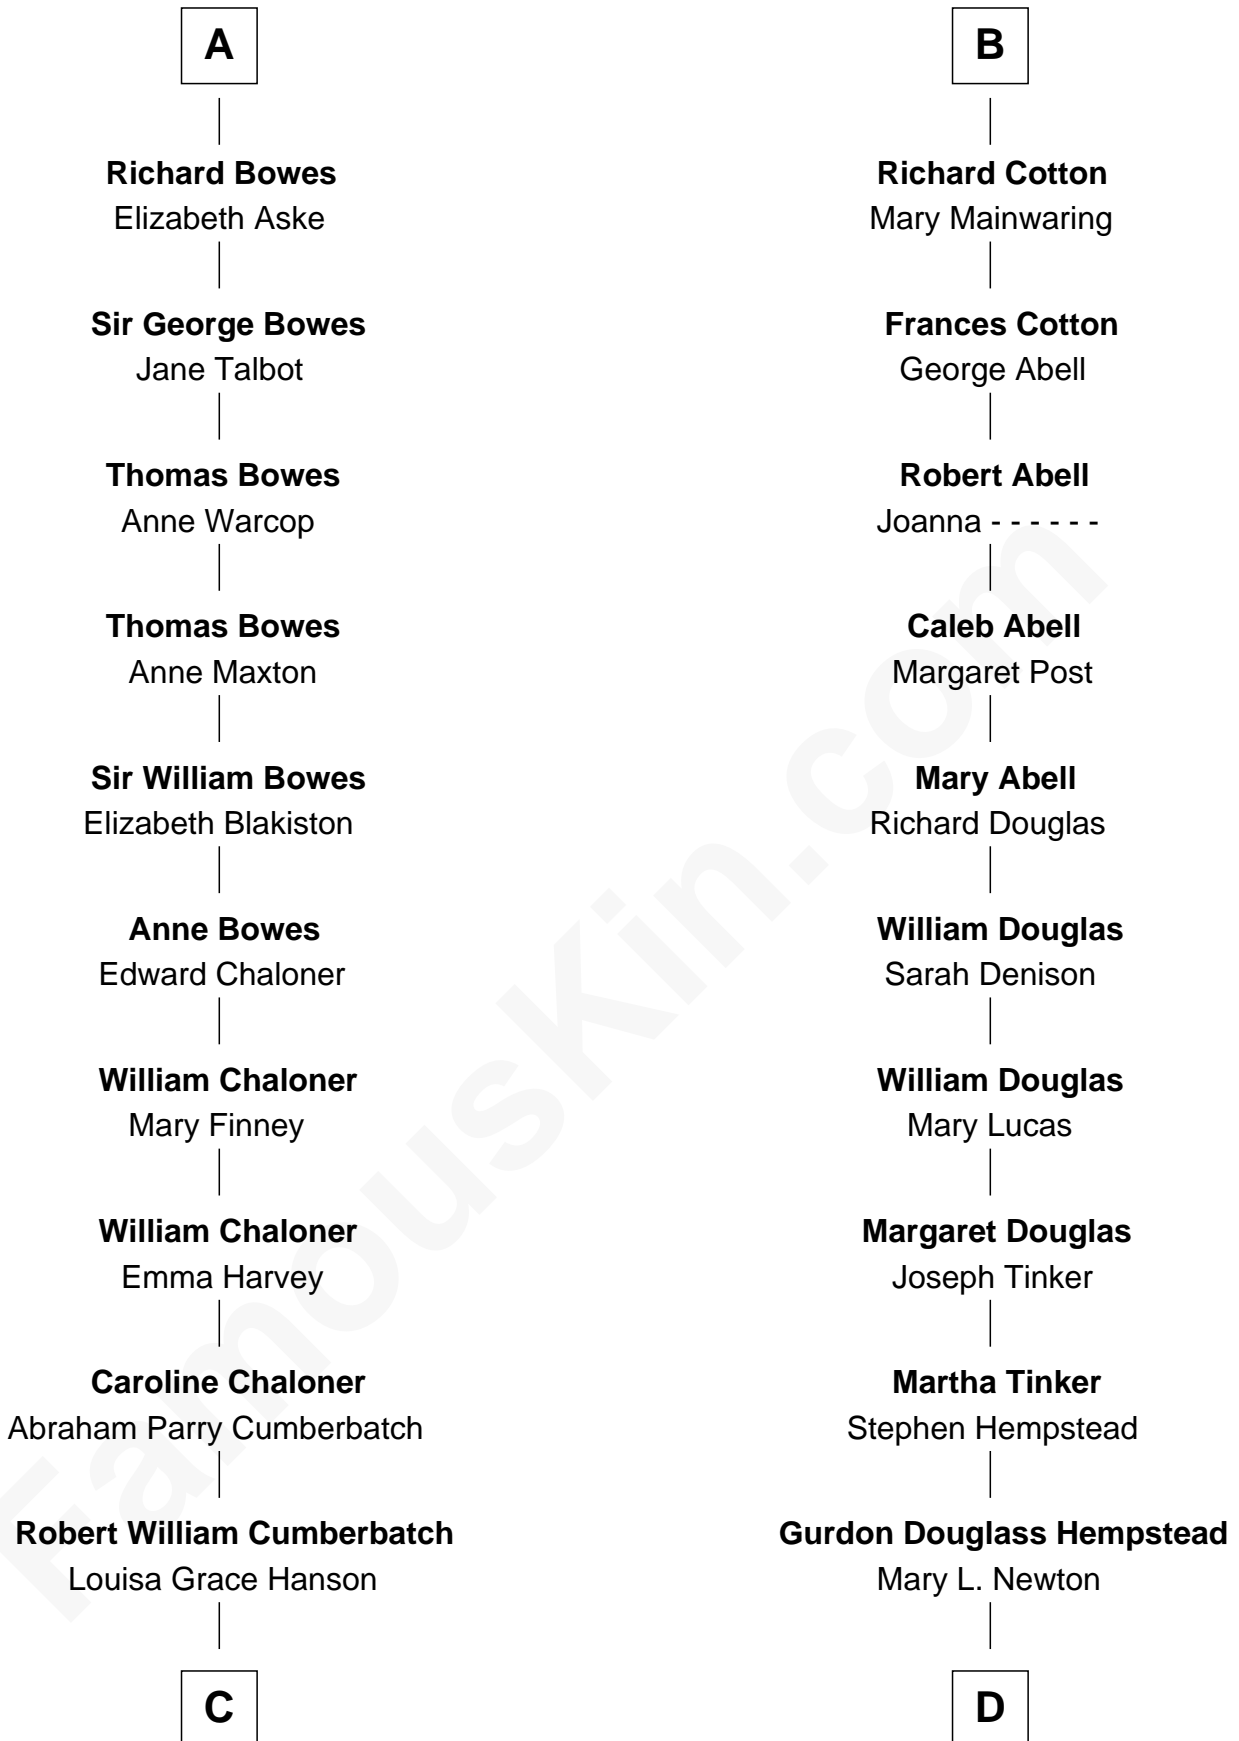 A
Richard Bowes
Elizabeth Aske
Sir George Bowes
Jane Talbot
Thomas Bowes
Anne Warcop
Thomas Bowes
Anne Maxton
Sir William Bowes
Elizabeth Blakiston
Anne Bowes
Edward Chaloner
William Chaloner
Mary Finney
William Chaloner
Emma Harvey
Caroline Chaloner
Abraham Parry Cumberbatch
Robert William Cumberbatch
Louisa Grace Hanson
C
B
Richard Cotton
Mary Mainwaring
Frances Cotton
George Abell
Robert Abell
Joanna - - - - - -
Caleb Abell
Margaret Post
Mary Abell
Richard Douglas
William Douglas
Sarah Denison
William Douglas
Mary Lucas
Margaret Douglas
Joseph Tinker
Martha Tinker
Stephen Hempstead
Gurdon Douglass Hempstead
Mary L. Newton
D
FamousKin.com